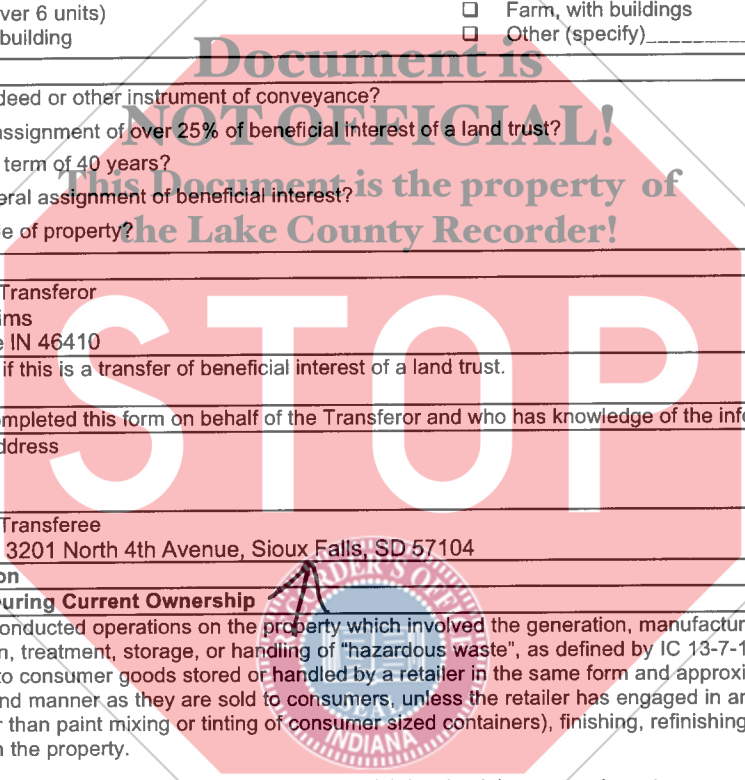 ver 6 units)
❑ Farm, with buildings
building
❑ Other (specify)
Document is
deed or other instrument of conveyance?
NOT OFFICIAL!
assignment of over 25% of beneficial interest of a land trust?
term of 40 years?
This Document is the property of
eral assignment of beneficial interest?
the Lake County Recorder!
e of property?
Transferor
ims
e IN 46410
if this is a transfer of beneficial interest of a land trust.
STOP
ompleted this form on behalf of the Transferor and who has knowledge of the info
ddress
Transferee
3201 North 4th Avenue, Sioux Falls, SD 57104
on
uring Current Ownership
onducted operations on the property which involved the generation, manufactur
n, treatment, storage, or handling of "hazardous waste", as defined by IC 13-7-1
to consumer goods stored or handled by a retailer in the same form and approxi
nd manner as they are sold to consumers, unless the retailer has engaged in an
r than paint mixing or tinting of consumer sized containers), finishing, refinishing
n the property.
INDIANA